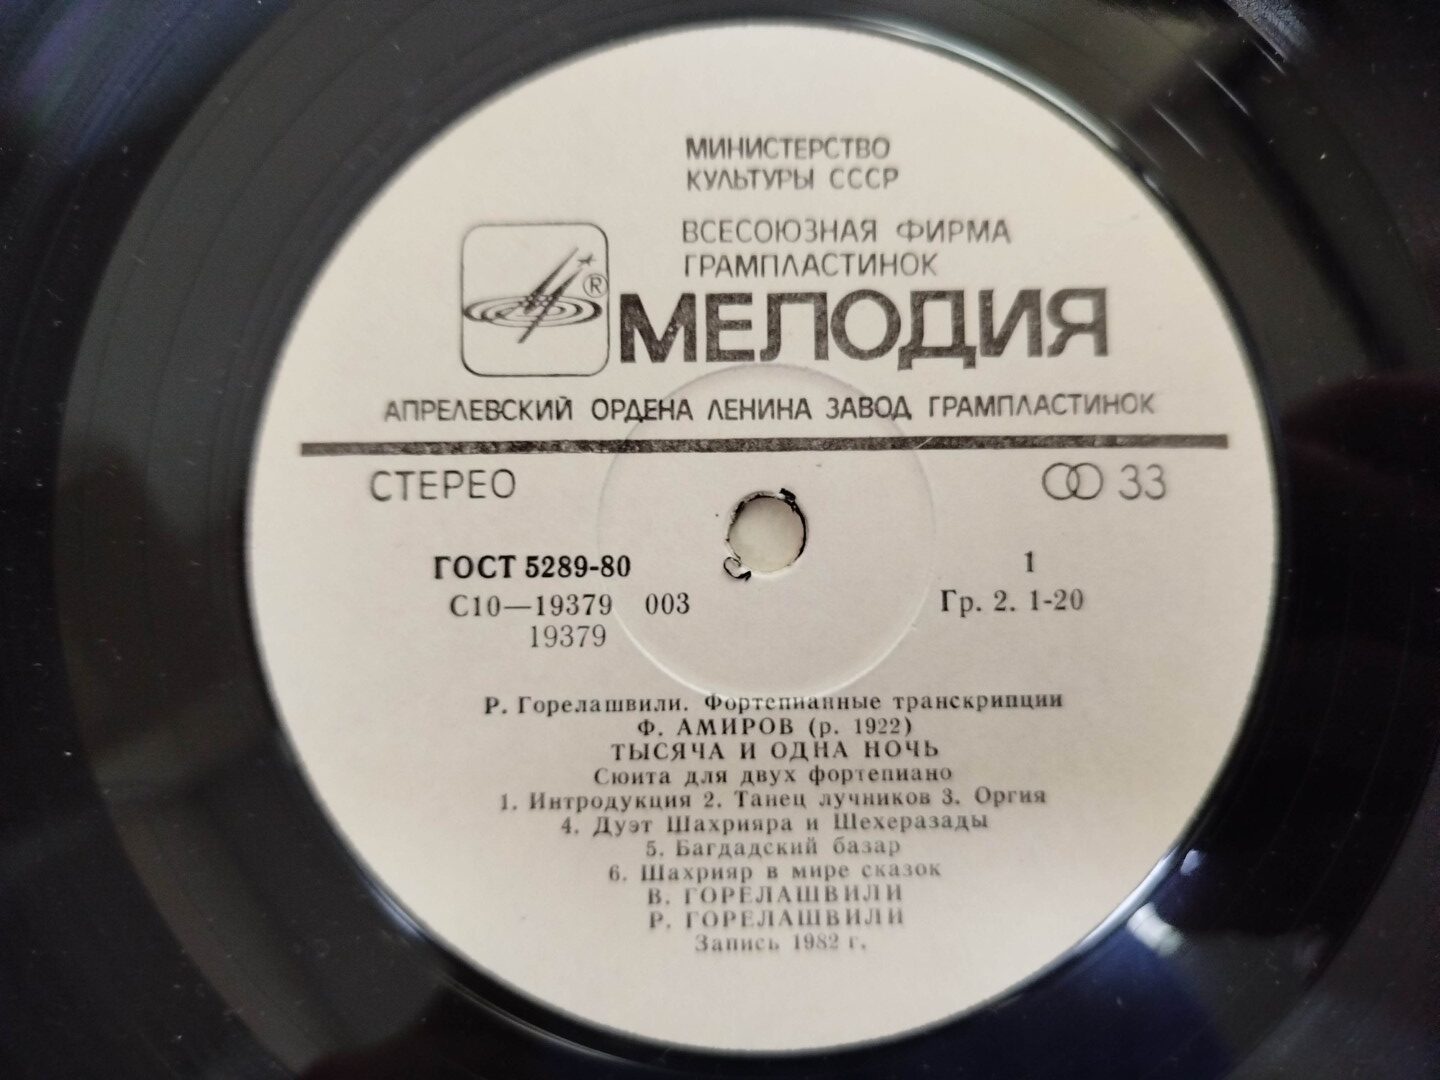 МИНИСТЕРСТВО
КУЛЬТУРЫ СССР
ВСЕСОЮЗНАЯ ФИРМА
ГРАМПЛАСТИНОК
®
МЕЛОДИЯ
АПРЕЛЕВСКИЙ ОРДЕНА ЛЕНИНА ЗАВОД ГРАМПЛАСТИНОК
СТЕРЕО
33
ГОСТ 5289-80
1
С10—19379 003
Гр. 2. 1-20
19379
Р. Горелашвили. Фортепианные транскрипции
Ф. АМИРОВ (р. 1922)
ТЫСЯЧА И ОДНА НОЧЬ
Сюита для двух фортепиано
1. Интродукция 2. Танец лучников 3. Оргия
4. Дуэт Шахрияра и Шехеразады
5. Багдадский базар
6. Шахрияр в мире сказок
В. ГОРЕЛАШВИЛИ
Р. ГОРЕЛАШВИЛИ
Запись 1982 г.